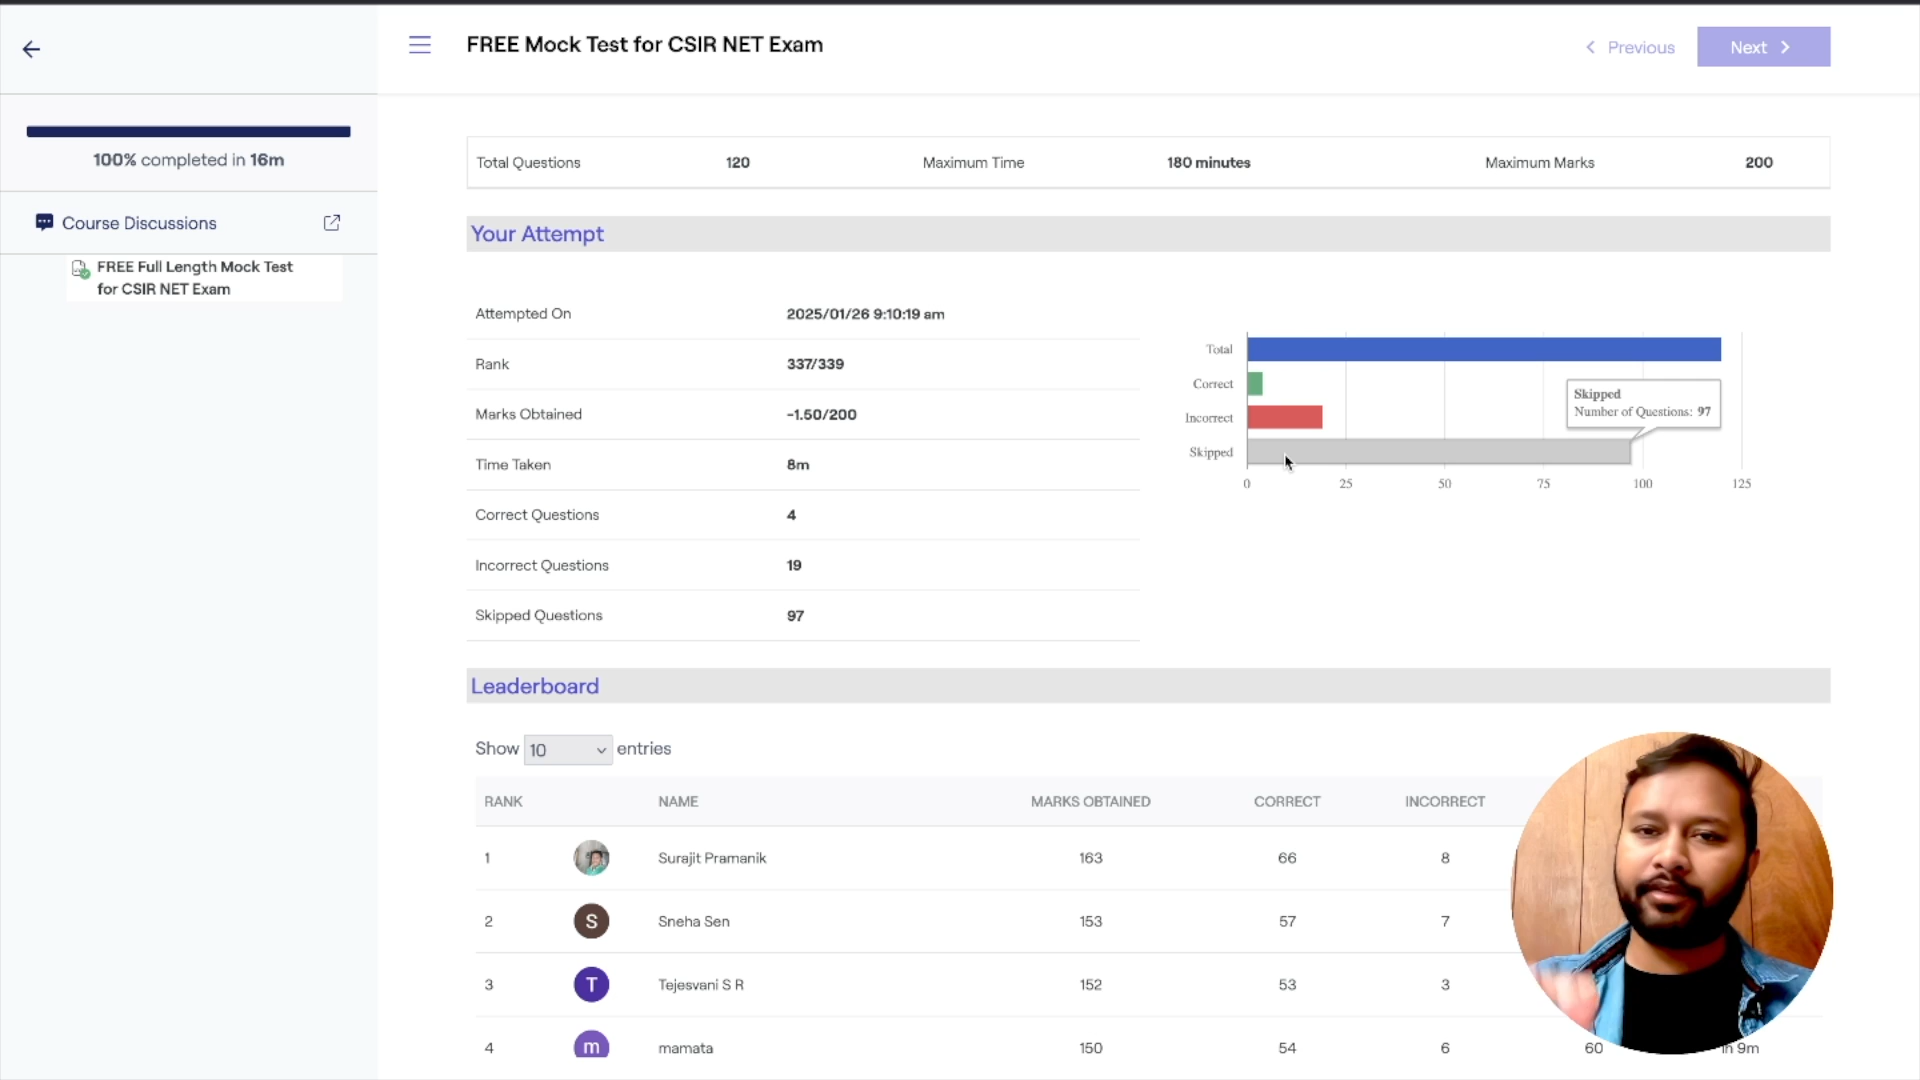 FREE Mock Test for CSIR NET Exam
Previous
Next
100% completed in 16m
Course Discussions
FREE Full Length Mock Test
for CSIR NET Exam
Total Questions 120 Maximum Time 180 minutes Maximum Marks 200
Your Attempt
Attempted On 2025/01/26 9:10:19 am
Rank 337/339
Marks Obtained -1.50/200
Time Taken 8m
Correct Questions 4
Incorrect Questions 19
Skipped Questions 97
Total
Correct
Incorrect
Skipped
Skipped
Number of Questions: 97
0 25 50 75 100 125
Leaderboard
Show 10 entries
RANK NAME MARKS OBTAINED CORRECT INCORRECT
1 Surajit Pramanik 163 66 8
2 S Sneha Sen 153 57 7
3 T Tejesvani S R 152 53 3
4 m mamata 150 54 6 60 1h 9m